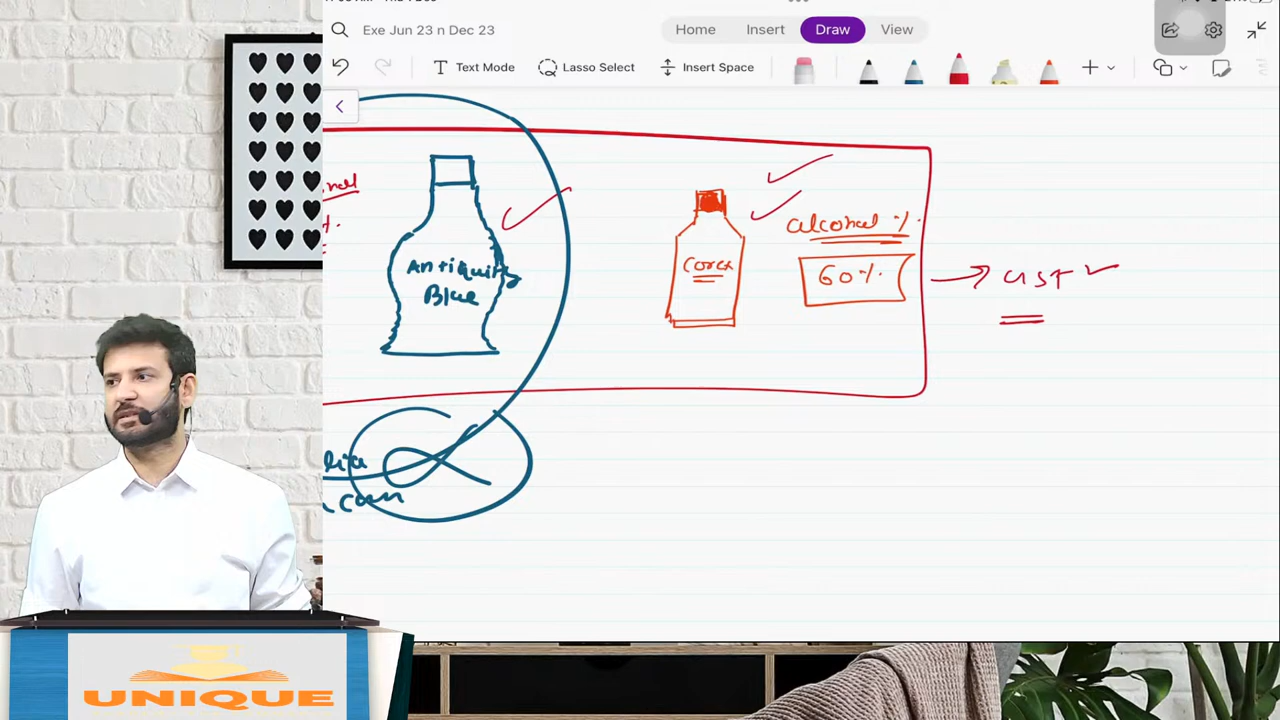 Exe Jun 23 n Dec 23
Home
Insert
Draw
View
Text Mode
Lasso Select
Insert Space
Antiquity
Blue
Corex
alcohol %.
60%.
GST
UNIQUE